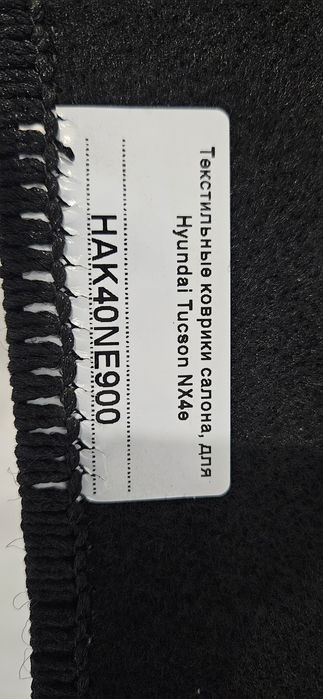 Текстильные коврики салона, для
Hyundai Tucson NX4e
HAK40NE900